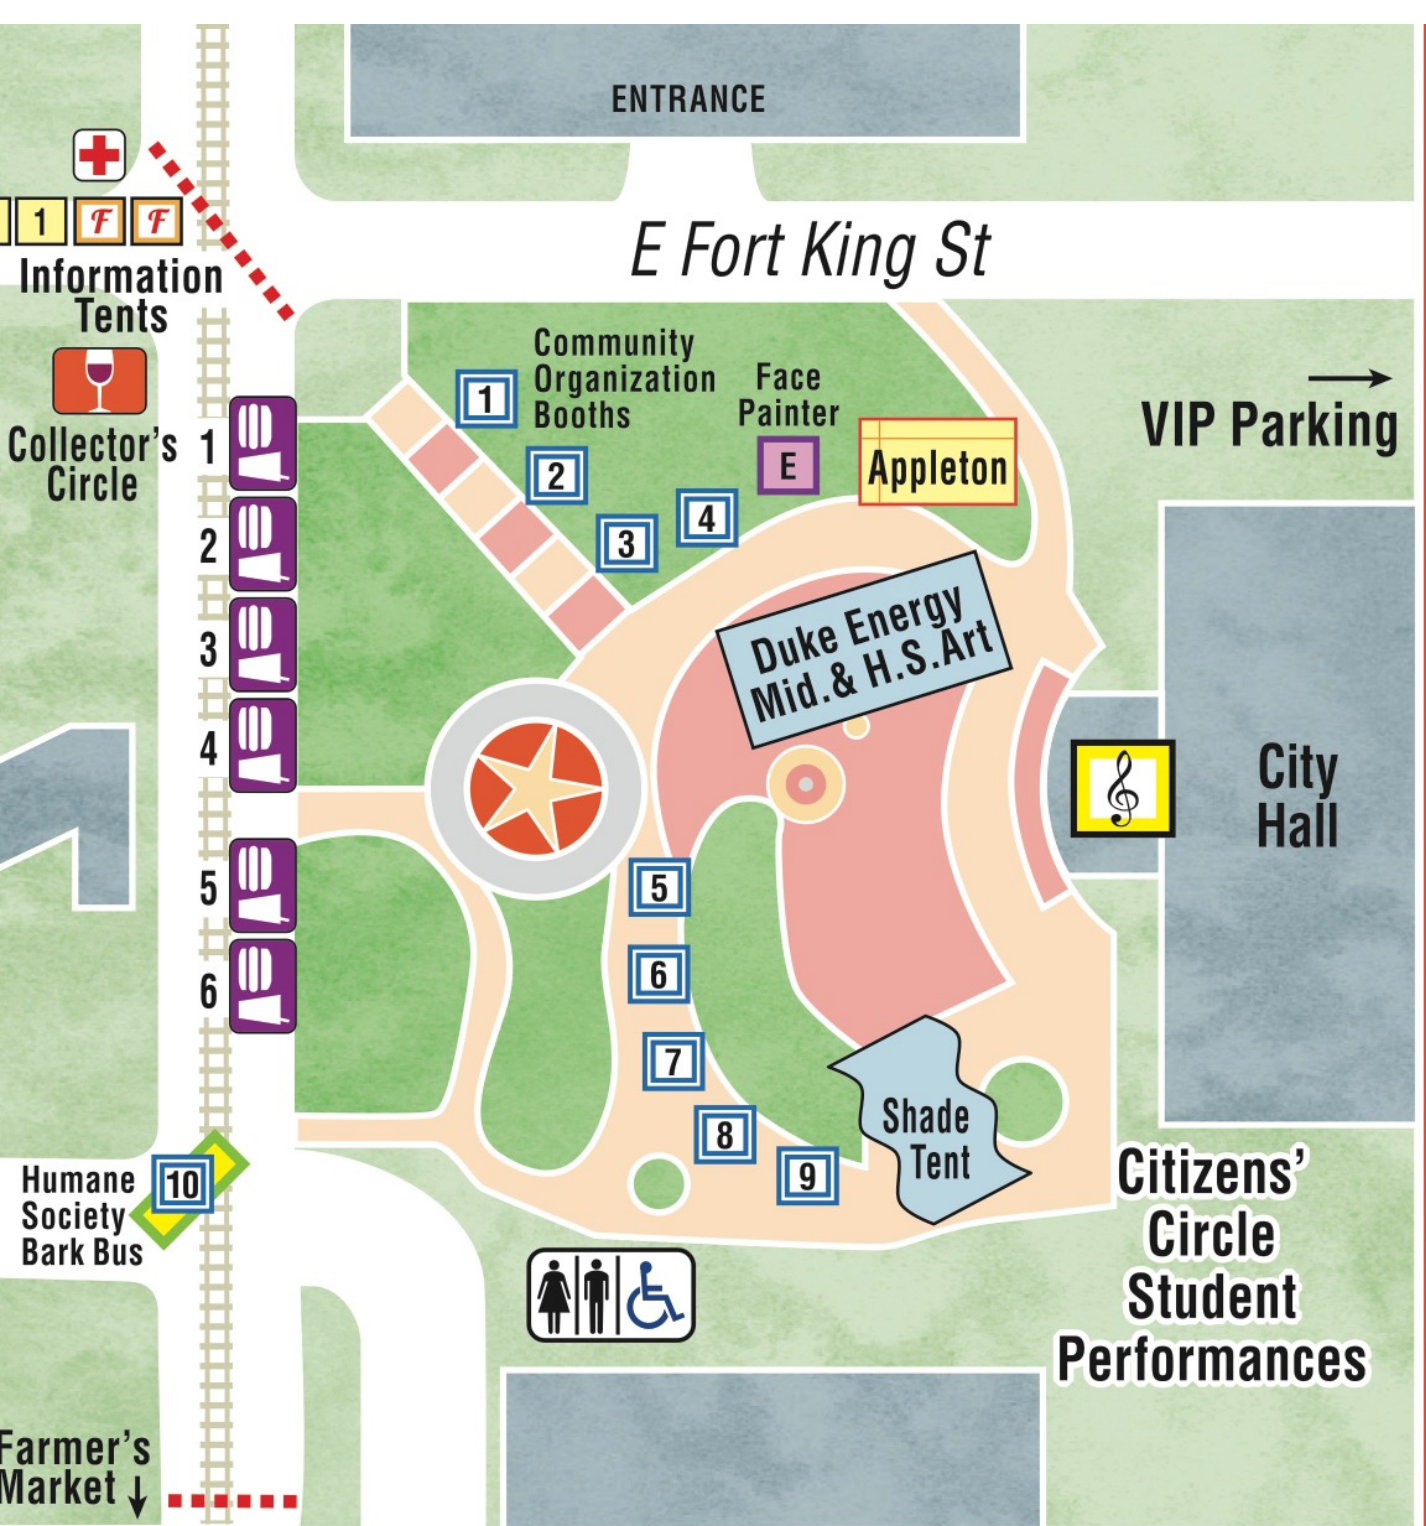 ENTRANCE
1 F F
Information
Tents
E Fort King St
Collector's
Circle
Community
Organization
Booths
Face
Painter
E
Appleton
VIP Parking
1
2
3
4
1
2
3
4
5
6
Duke Energy
Mid. & H.S. Art
City
Hall
5
6
7
8
9
Shade
Tent
Humane
Society
Bark Bus
10
Citizens'
Circle
Student
Performances
Farmer's
Market